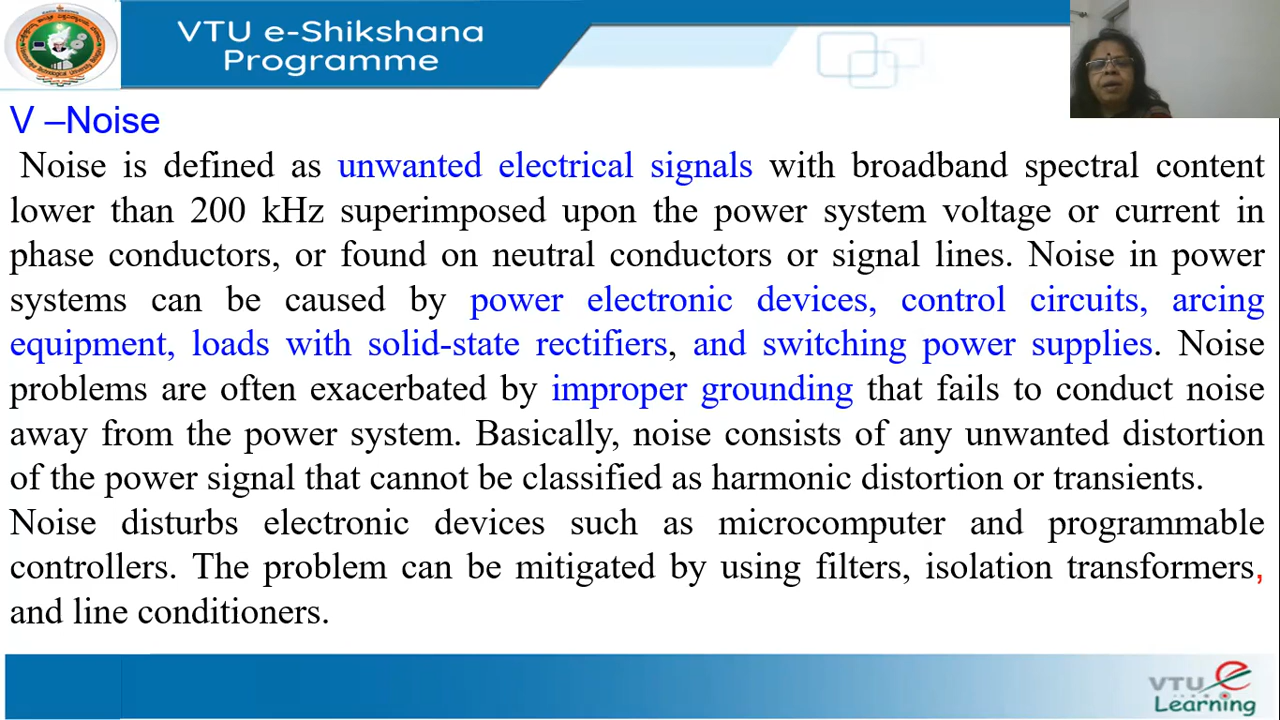 VTU e-Shikshana
Programme
V –Noise
Noise is defined as unwanted electrical signals with broadband spectral content
lower than 200 kHz superimposed upon the power system voltage or current in
phase conductors, or found on neutral conductors or signal lines. Noise in power
systems can be caused by power electronic devices, control circuits, arcing
equipment, loads with solid-state rectifiers, and switching power supplies. Noise
problems are often exacerbated by improper grounding that fails to conduct noise
away from the power system. Basically, noise consists of any unwanted distortion
of the power signal that cannot be classified as harmonic distortion or transients.
Noise disturbs electronic devices such as microcomputer and programmable
controllers. The problem can be mitigated by using filters, isolation transformers,
and line conditioners.
VTU e
Learning